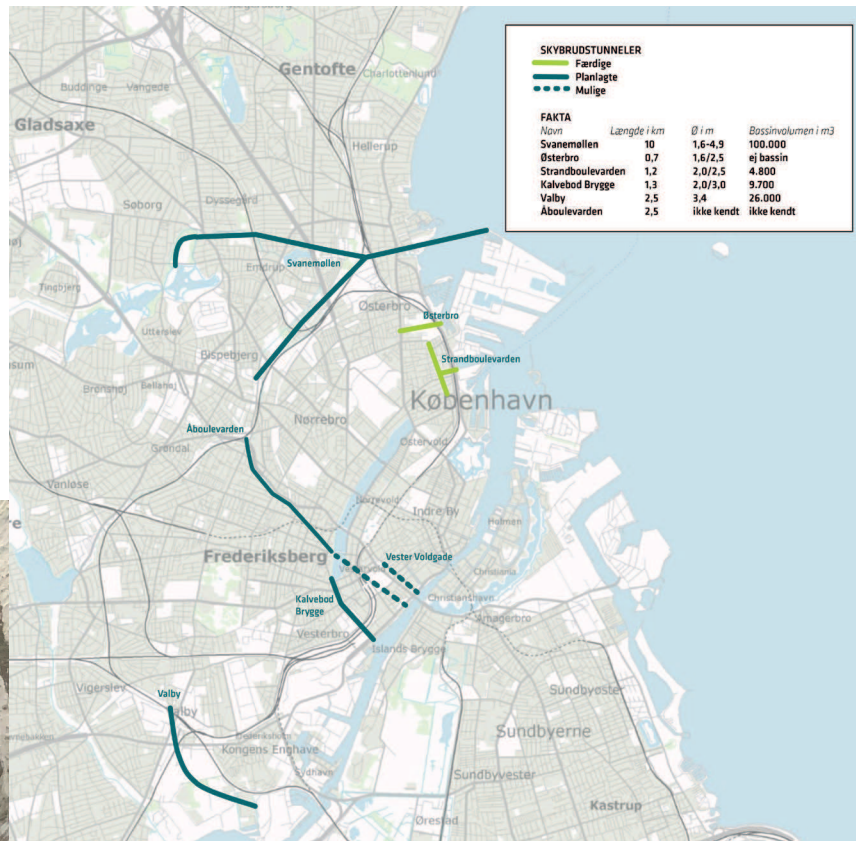 SKYBRUDSTUNNELER
Færdige
Planlagte
Mulige
FAKTA
Navn Længde i km Ø i m Bassinvolumen i m3
Svanemøllen 10 1,6-4,9 100.000
Østerbro 0,7 1,6/2,5 ej bassin
Strandboulevarden 1,2 2,0/2,5 4.800
Kalvebod Brygge 1,3 2,0/3,0 9.700
Valby 2,5 3,4 26.000
Åboulevarden 2,5 ikke kendt ikke kendt
Gentofte
Charlottenlund
Buddinge
Vangede
Gladsaxe
Hellerup
Dyssegård
Søborg
Svanemøllen
Emdrup
Tingbjerg
Østerbro
Østerbro
Utterslev
Bispebjerg
Strandboulevarden
Brønshøj
Bellahøj
København
Nørrebro
Åboulevarden
Østervold
Grøndal
Vanløse
Nørrevold
Indre By
Holmen
Frederiksberg
Vester Voldgade
Christiania
Kalvebod
Brygge
Christianshavn
Vesterbro
Amagerbro
Islands Brygge
Vigerslev
Valby
Valby
Sundbyøster
Frederiksholm
Kongens Enghave
Sundbyerne
Sydhavn
Sundbyvester
Kastrup
Ørestad